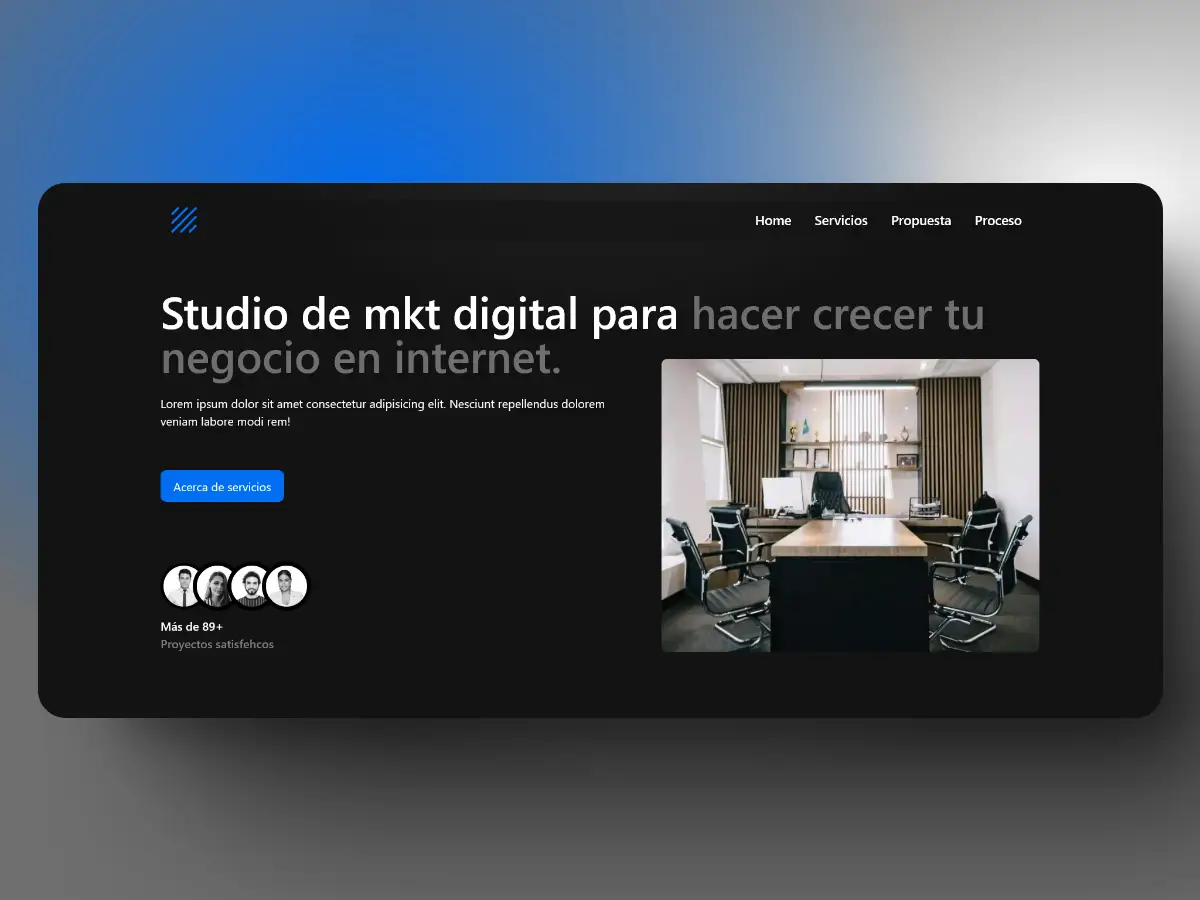 Home Servicios Propuesta Proceso
Studio de mkt digital para hacer crecer tu
negocio en internet.
Lorem ipsum dolor sit amet consectetur adipisicing elit. Nesciunt repellendus dolorem
veniam labore modi rem!
Acerca de servicios
Más de 89+
Proyectos satisfehcos